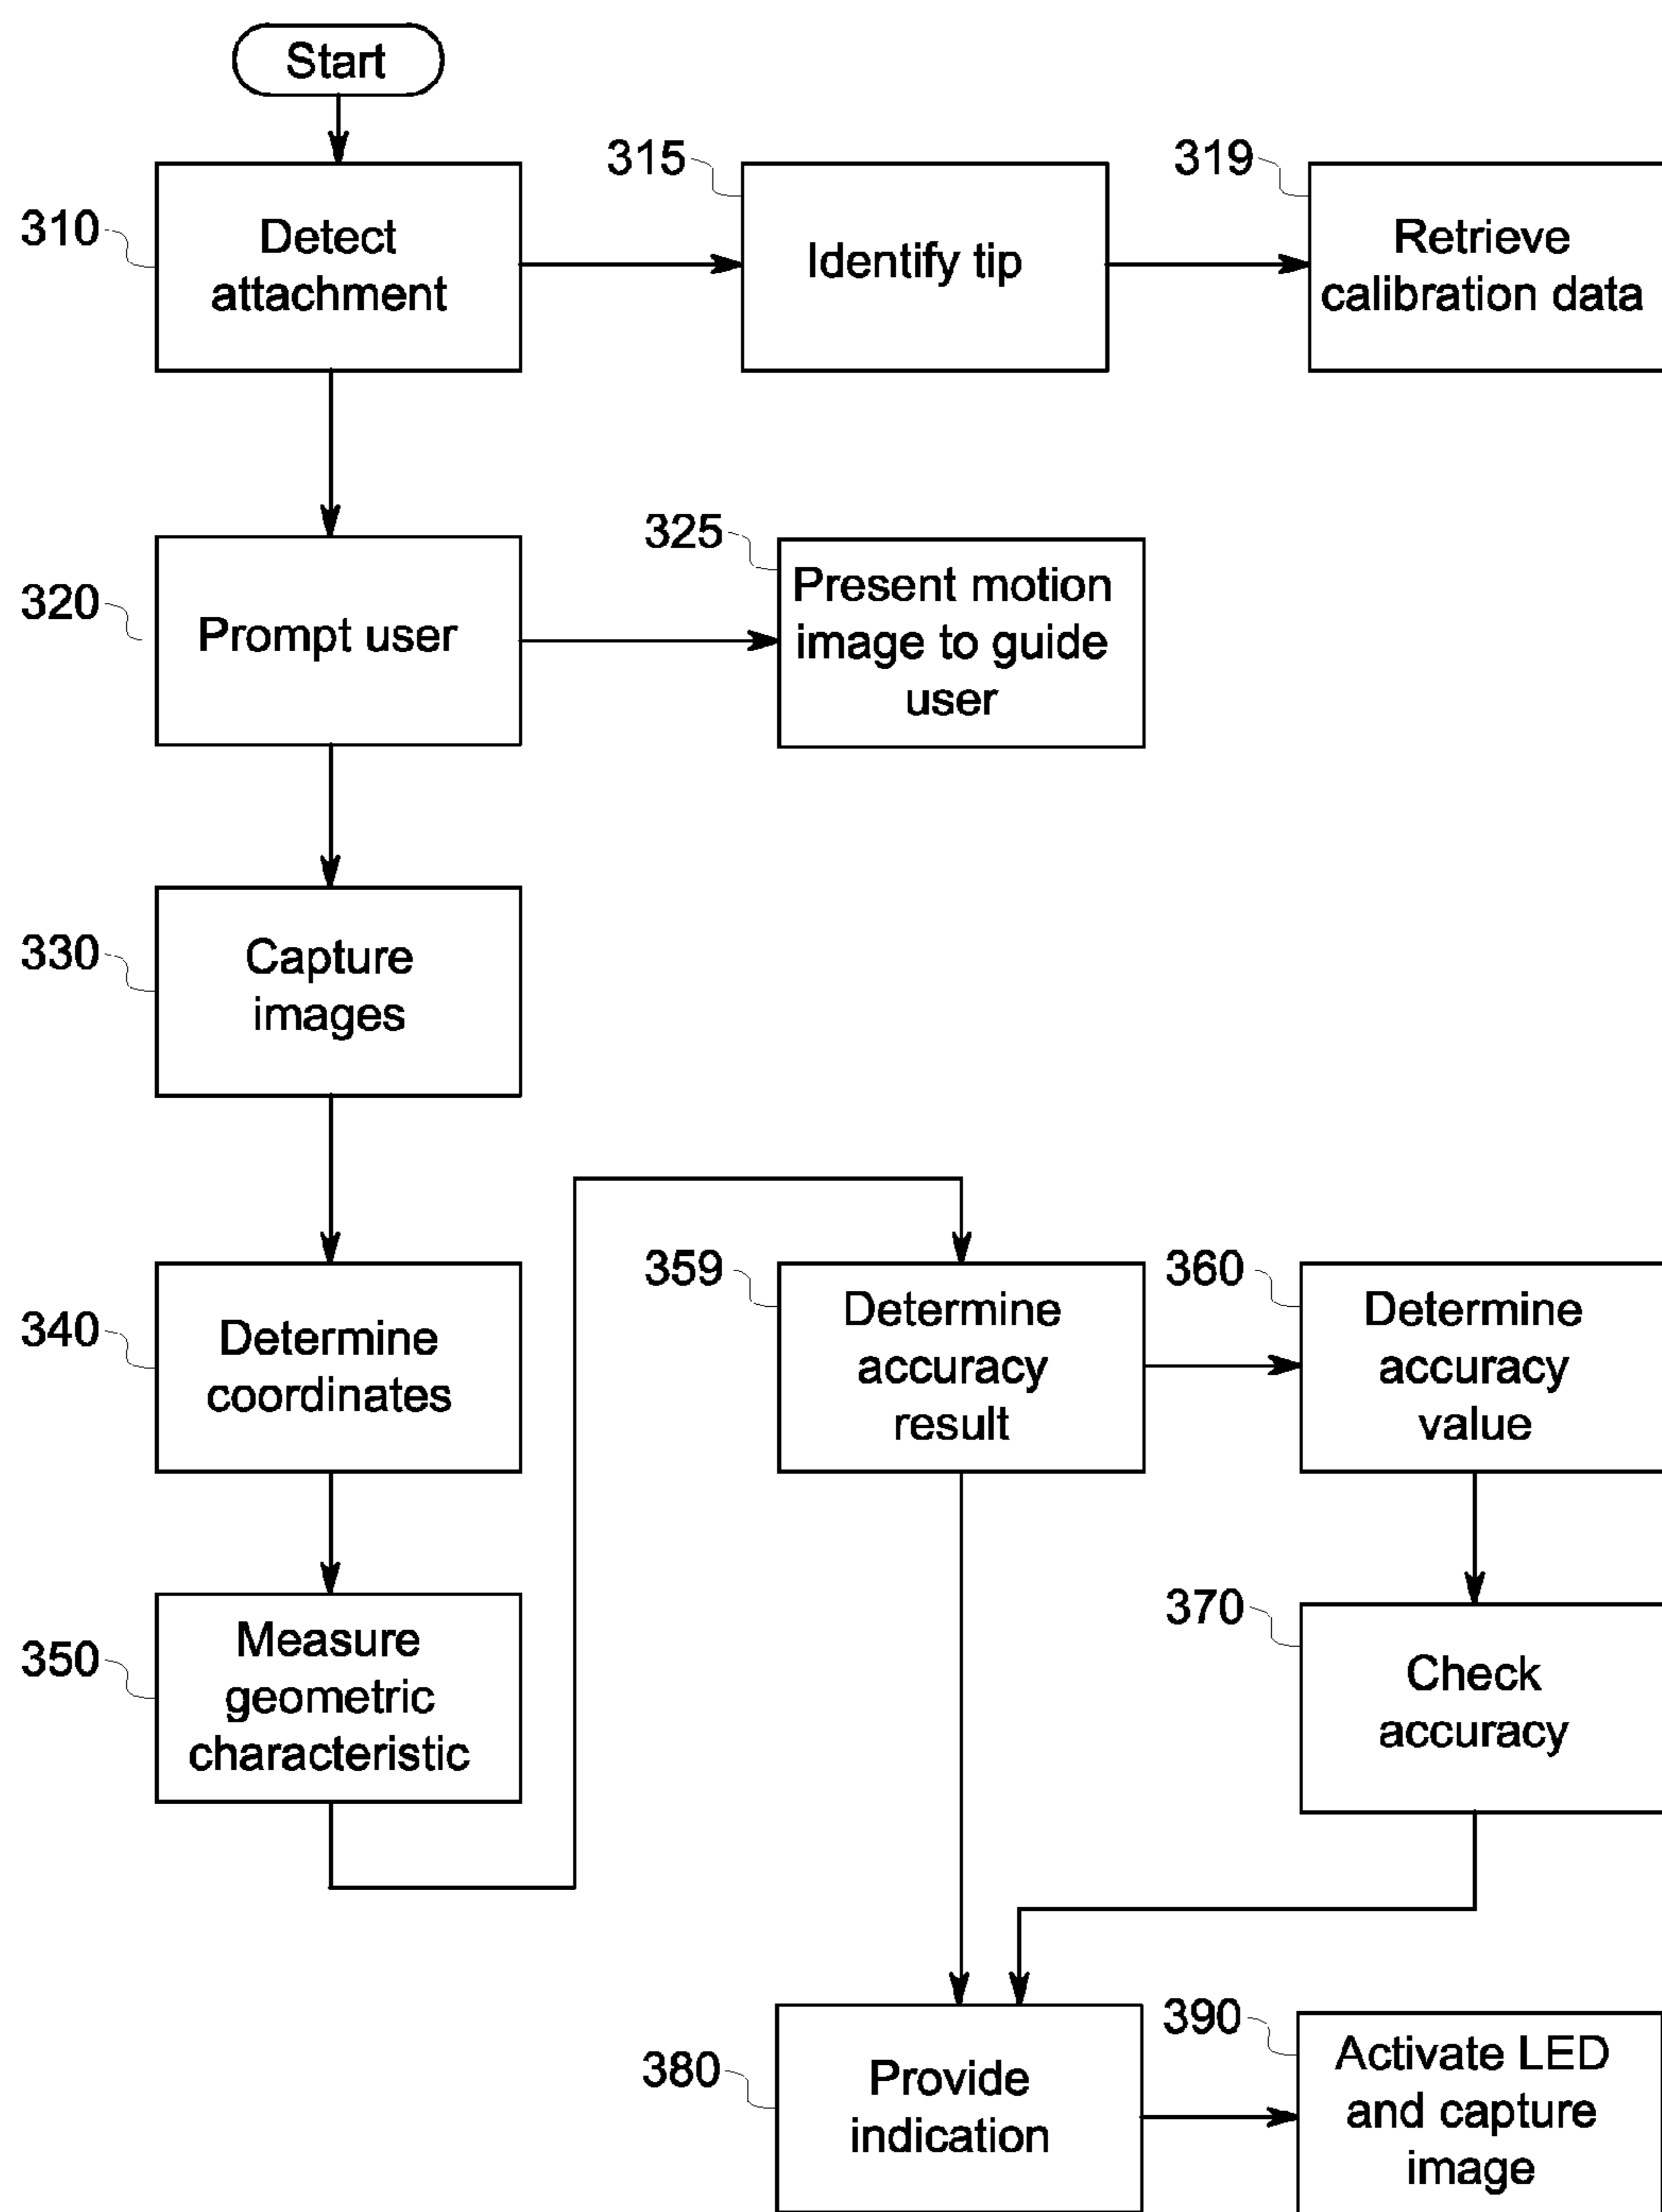 Start
310
Detect
attachment
315
Identify tip
319
Retrieve
calibration data
320
Prompt user
325
Present motion
image to guide
user
330
Capture
images
340
Determine
coordinates
359
Determine
accuracy
result
360
Determine
accuracy
value
350
Measure
geometric
characteristic
370
Check
accuracy
380
Provide
indication
390
Activate LED
and capture
image